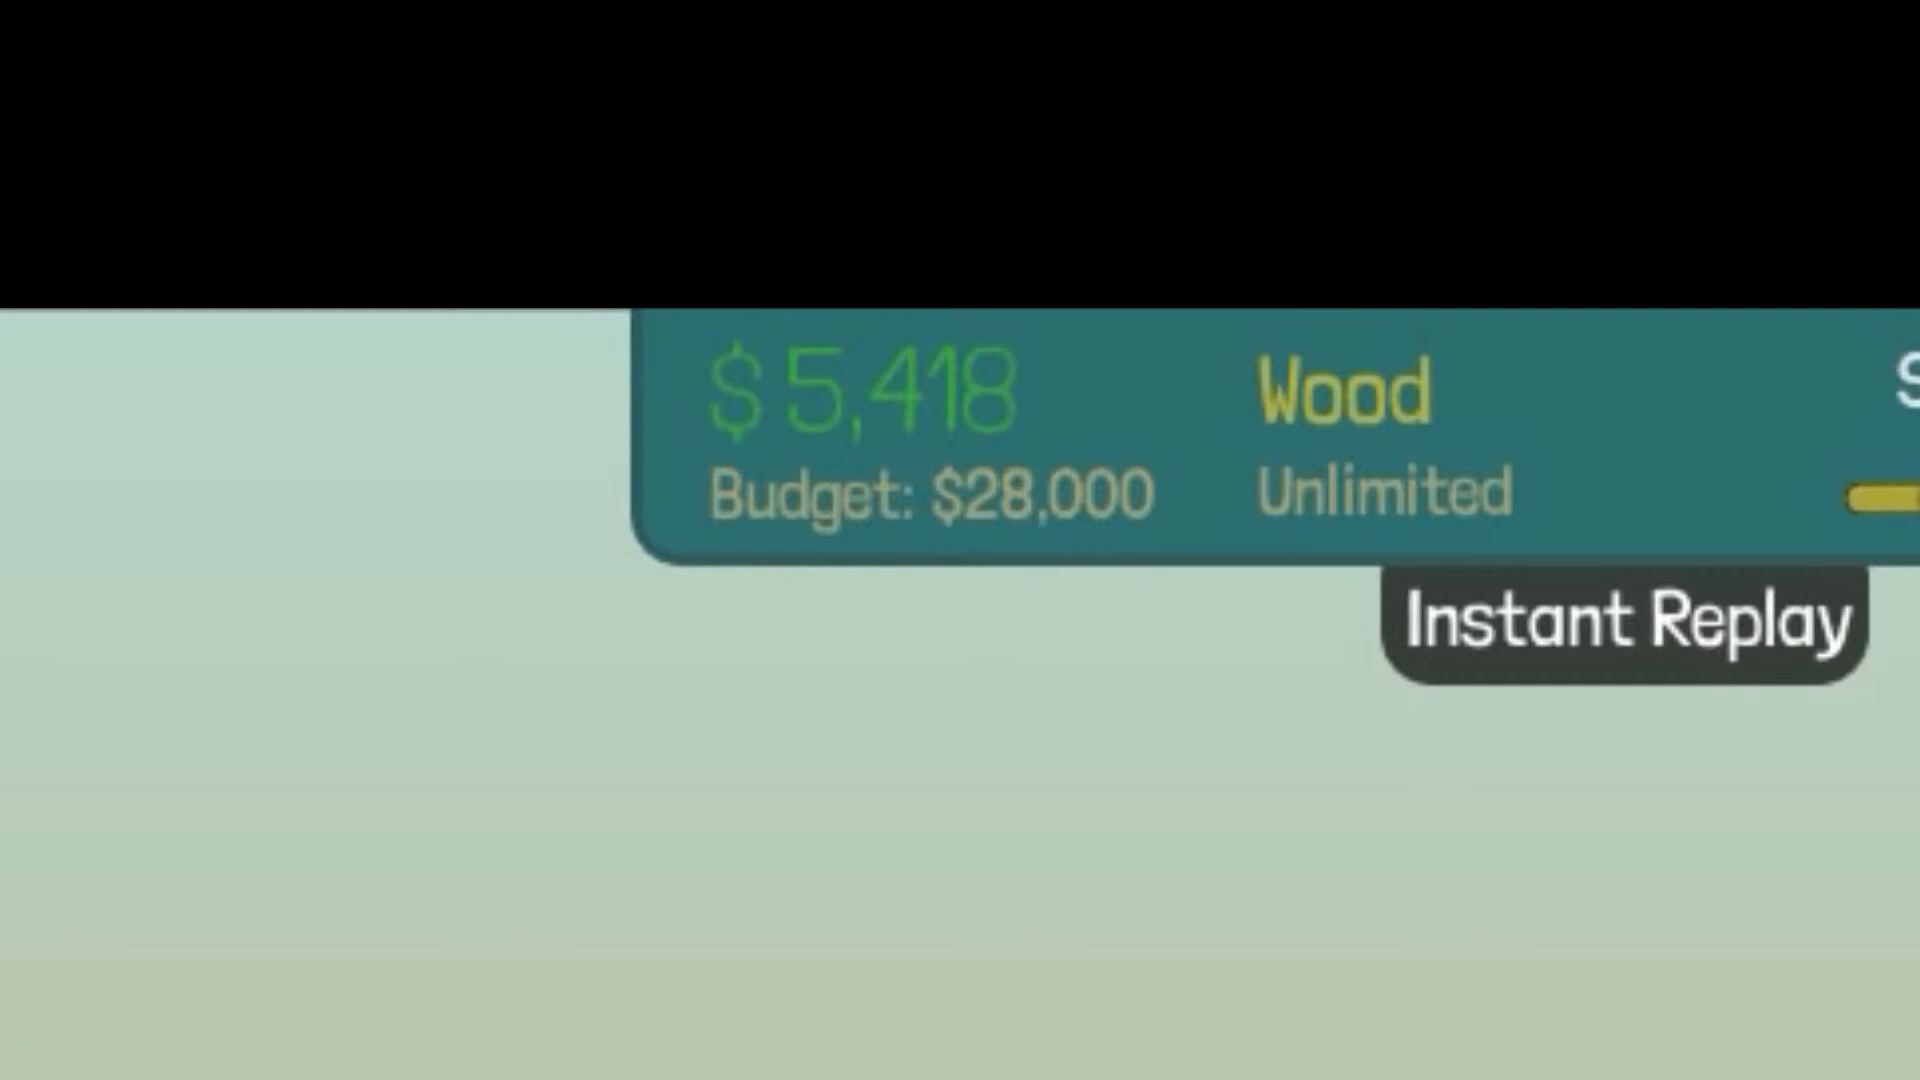 $ 5,418
Budget: $28,000
Wood
Unlimited
Instant Replay